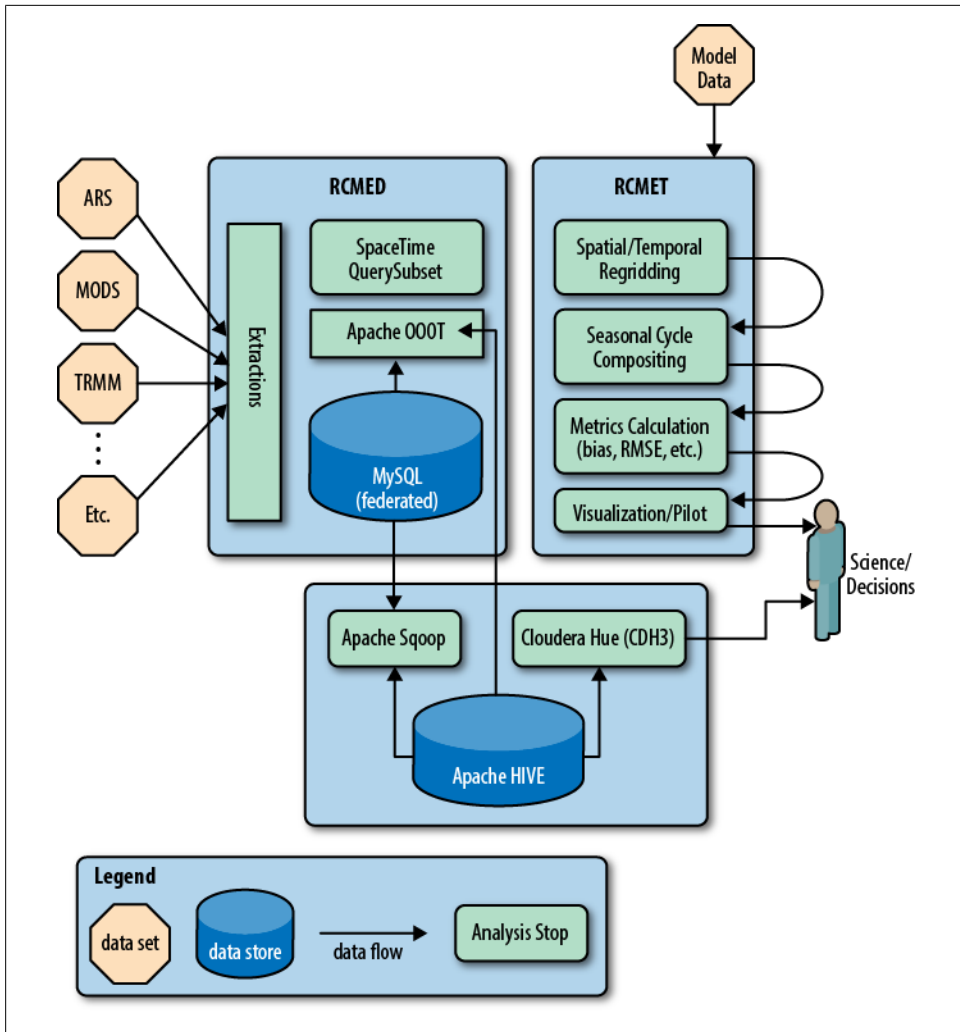 Model
Data
RCMED
RCMET
ARS
MODS
TRMM
Etc.
Extractions
SpaceTime
QuerySubset
Apache OOOT
MySQL
(federated)
Spatial/Temporal
Regridding
Seasonal Cycle
Compositing
Metrics Calculation
(bias, RMSE, etc.)
Visualization/Pilot
Science/
Decisions
Apache Sqoop
Cloudera Hue (CDH3)
Apache HIVE
Legend
data set
data store
data flow
Analysis Stop